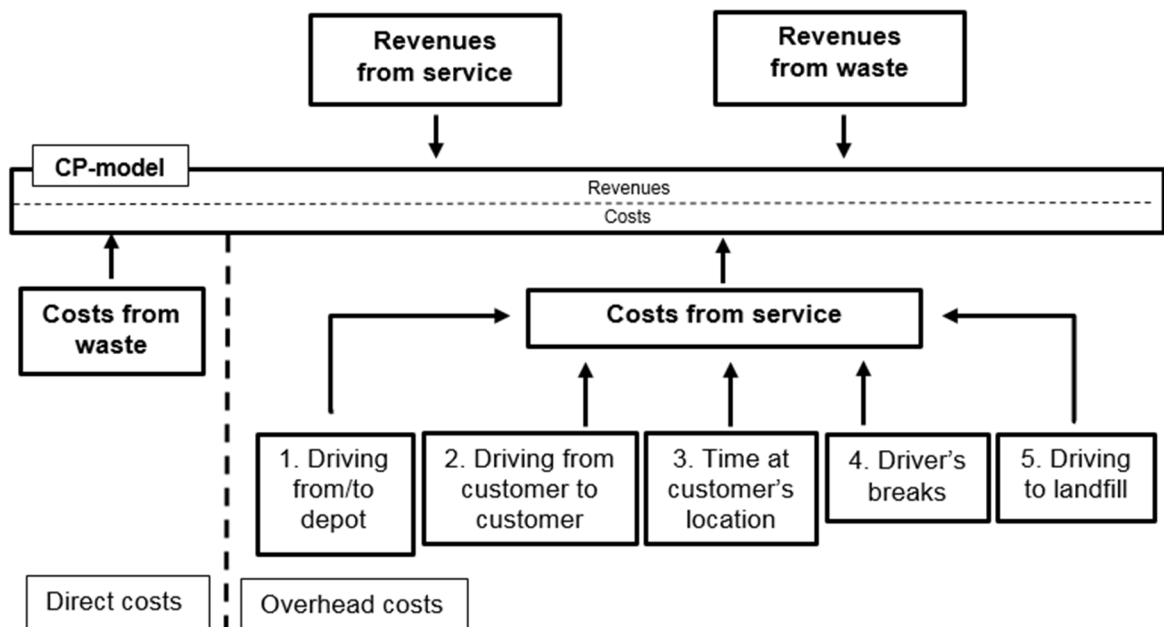 Revenues
from service
Revenues
from waste
CP-model
Revenues
Costs
Costs from
waste
Costs from service
1. Driving
from/to
depot
2. Driving from
customer to
customer
3. Time at
customer's
location
4. Driver's
breaks
5. Driving
to landfill
Direct costs
Overhead costs